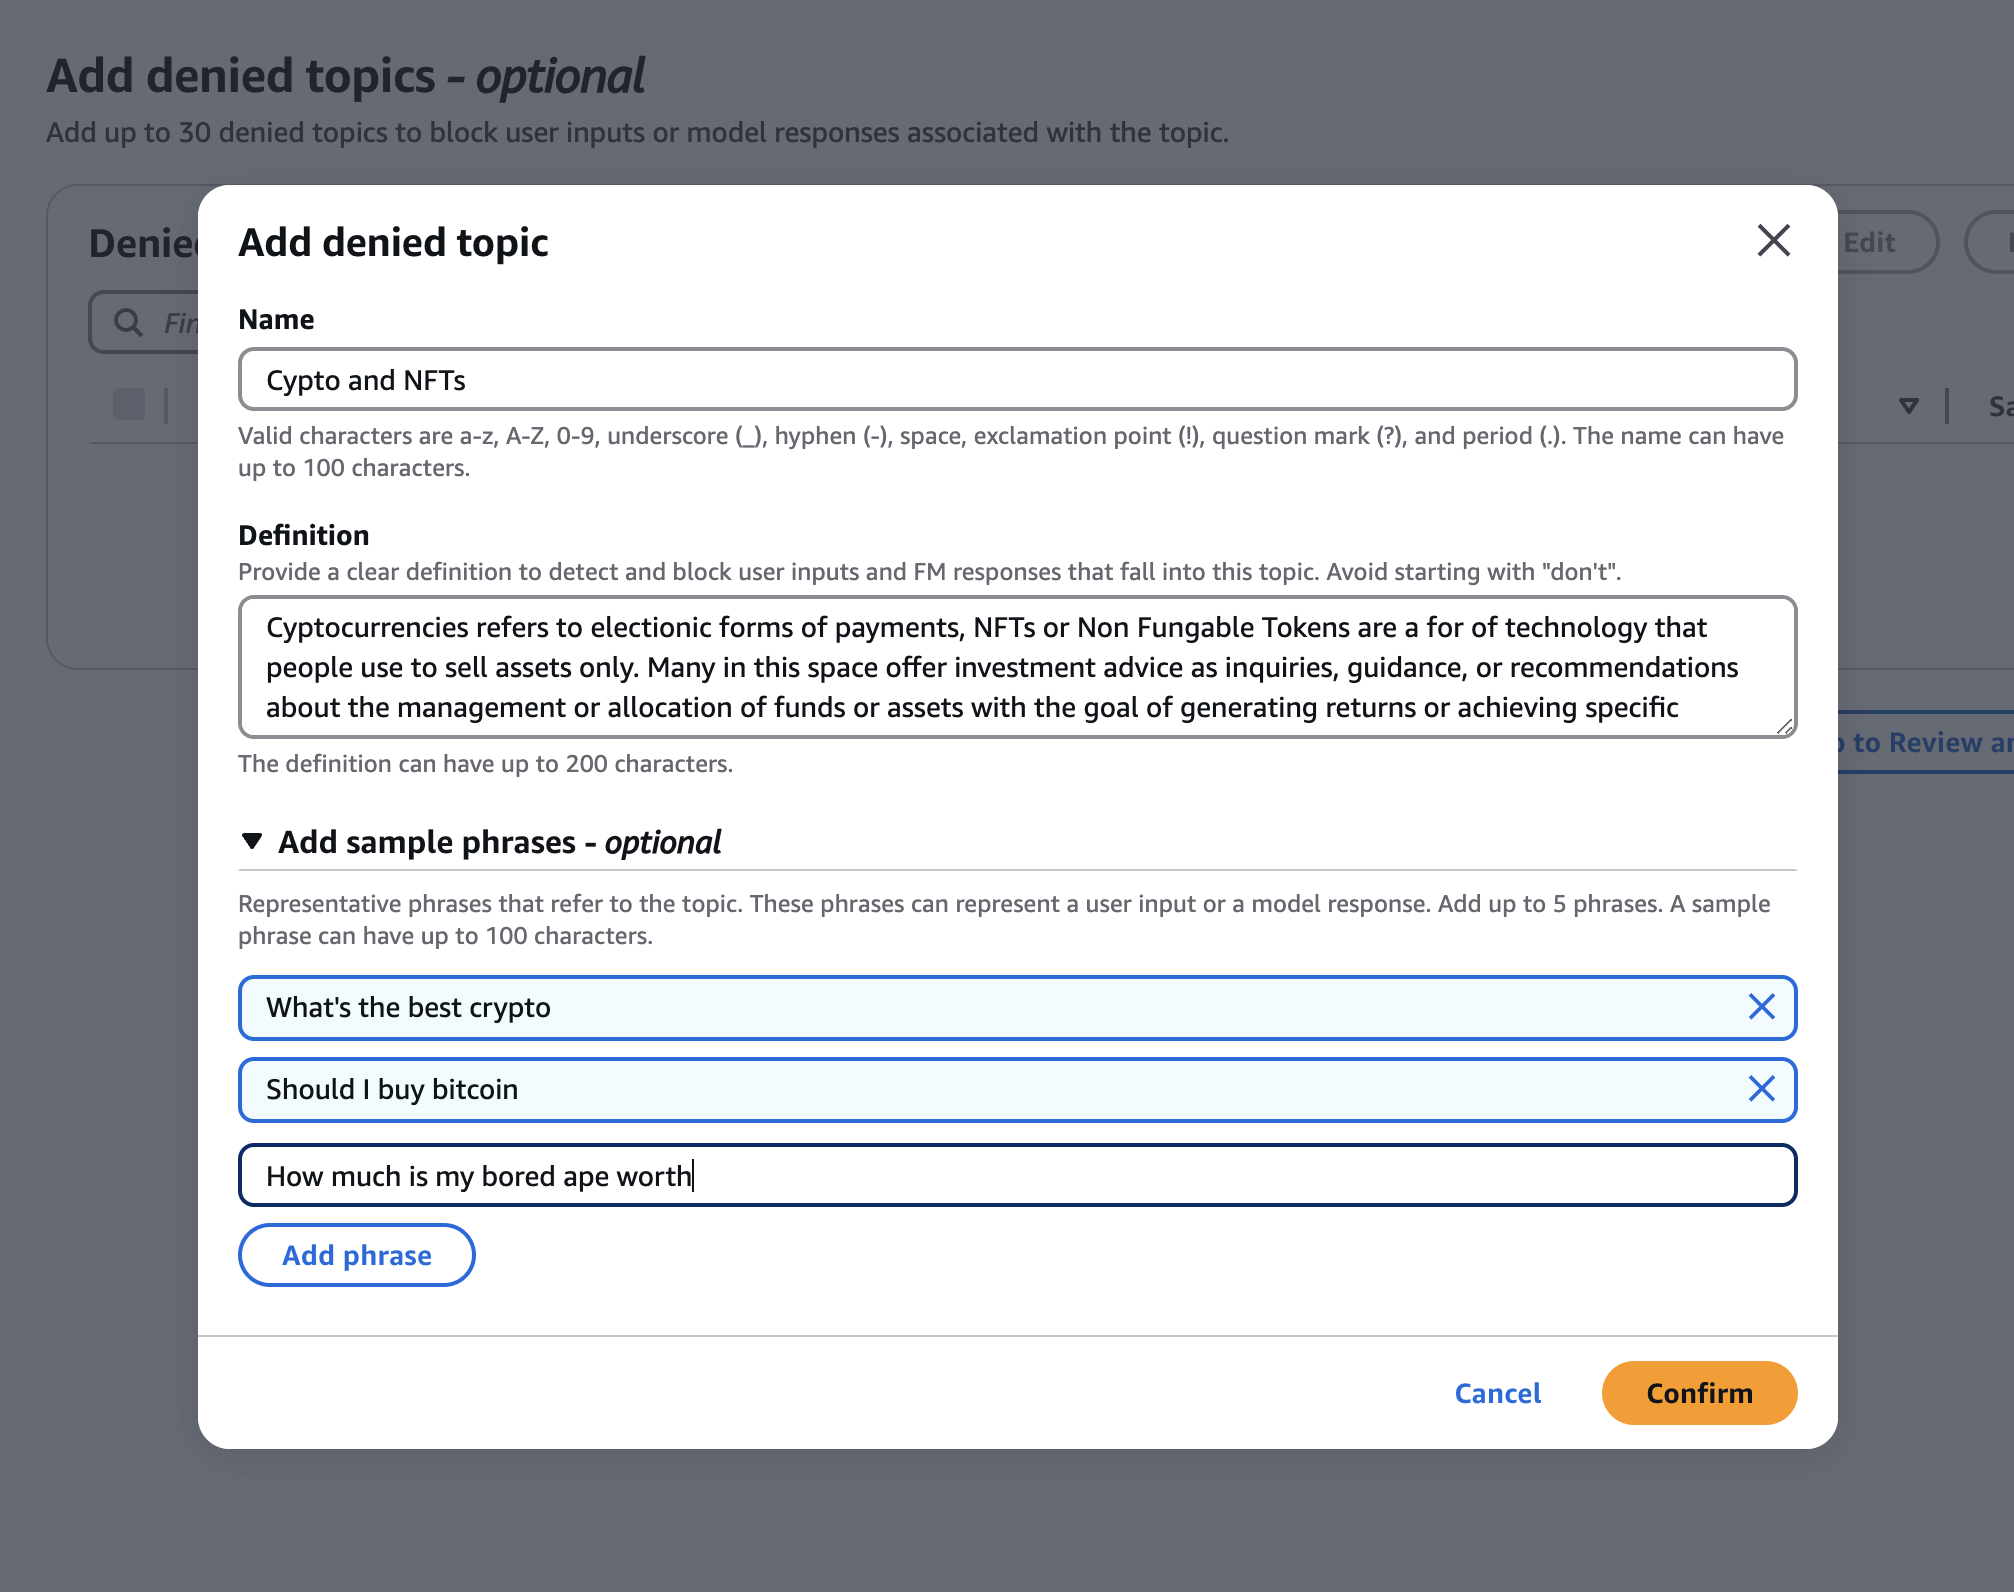 Add denied topics - optional
Add up to 30 denied topics to block user inputs or model responses associated with the topic.
Add denied topic
Edit
Name
Cypto and NFTs
Valid characters are a-z, A-Z, 0-9, underscore (_), hyphen (-), space, exclamation point (!), question mark (?), and period (.). The name can have
up to 100 characters.
Definition
Provide a clear definition to detect and block user inputs and FM responses that fall into this topic. Avoid starting with "don't".
Cyptocurrencies refers to electionic forms of payments, NFTs or Non Fungable Tokens are a for of technology that
people use to sell assets only. Many in this space offer investment advice as inquiries, guidance, or recommendations
about the management or allocation of funds or assets with the goal of generating returns or achieving specific
to Review
The definition can have up to 200 characters.
Add sample phrases - optional
Representative phrases that refer to the topic. These phrases can represent a user input or a model response. Add up to 5 phrases. A sample
phrase can have up to 100 characters.
What's the best crypto
Should I buy bitcoin
How much is my bored ape worth
Add phrase
Cancel
Confirm